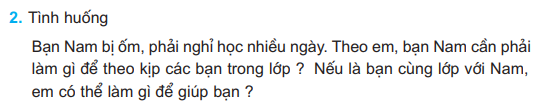 2. Tình huống
Bạn Nam bị ốm, phải nghỉ học nhiều ngày. Theo em, bạn Nam cần phải
làm gì để theo kịp các bạn trong lớp ? Nếu là bạn cùng lớp với Nam,
em có thể làm gì để giúp bạn ?